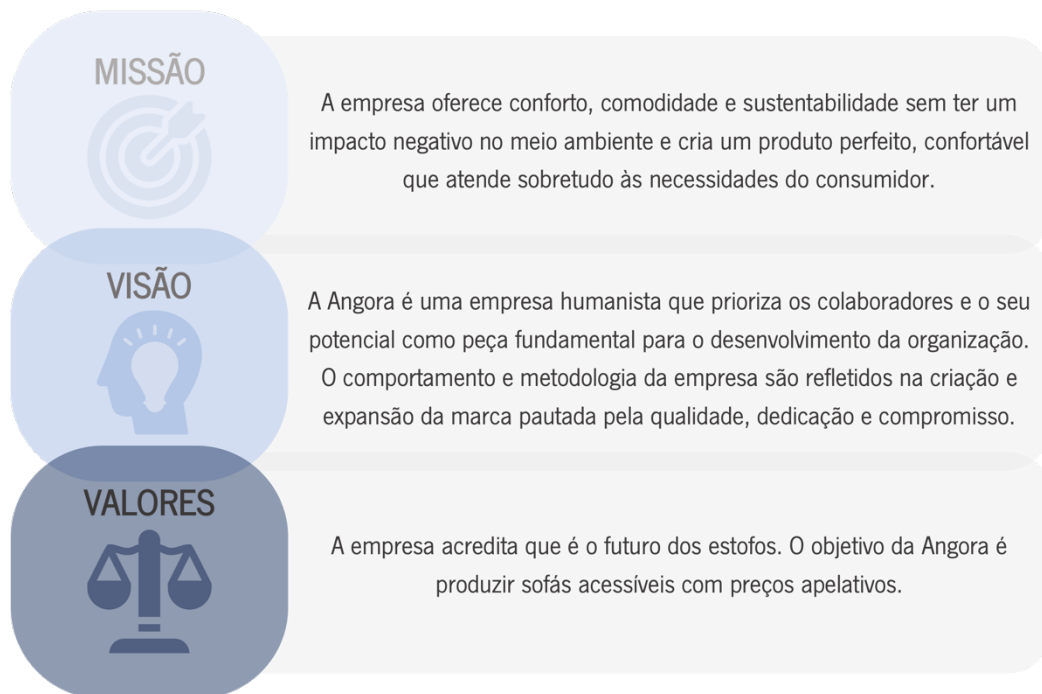 MISSÃO
A empresa oferece conforto, comodidade e sustentabilidade sem ter um
impacto negativo no meio ambiente e cria um produto perfeito, confortável
que atende sobretudo às necessidades do consumidor.
VISÃO
A Angora é uma empresa humanista que prioriza os colaboradores e o seu
potencial como peça fundamental para o desenvolvimento da organização.
O comportamento e metodologia da empresa são refletidos na criação e
expansão da marca pautada pela qualidade, dedicação e compromisso.
VALORES
A empresa acredita que é o futuro dos estofos. O objetivo da Angora é
produzir sofás acessíveis com preços apelativos.